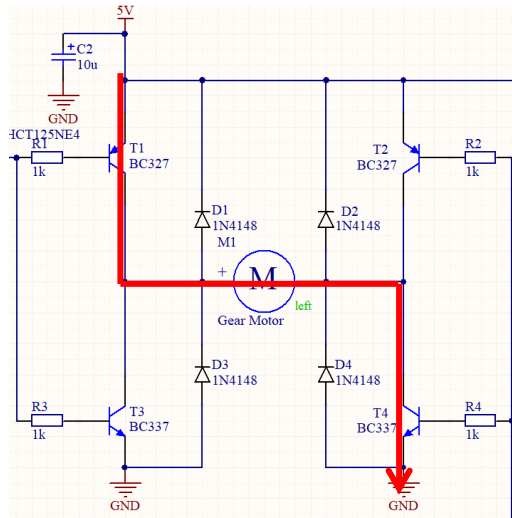 5V
+
C2
10u
GND
HCT125NE4
R1
1k
T1
BC327
T2
BC327
R2
1k
D1
1N4148
D2
1N4148
M1
+
M
left
Gear Motor
D3
1N4148
D4
1N4148
R3
1k
T3
BC337
T4
BC337
R4
1k
GND
GND